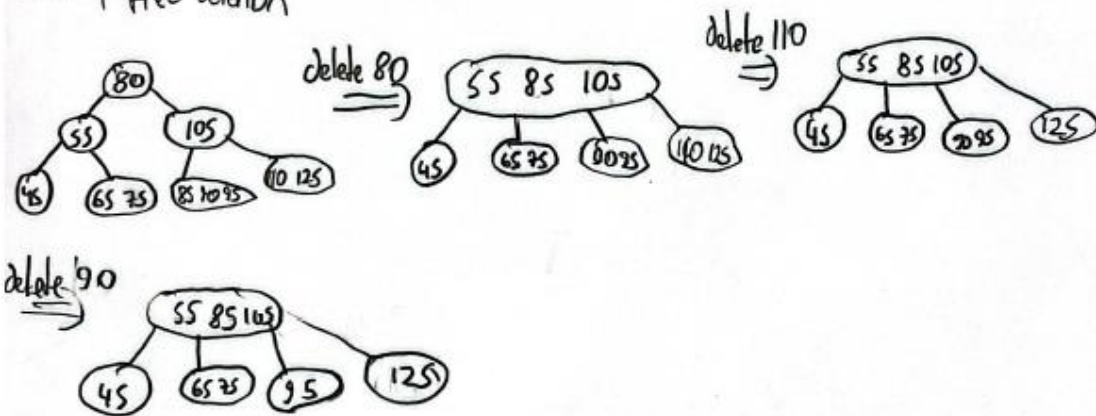 Tree solution
delete 80
delete 110
80
55 85 105
55 85 105
55 105
45 65 75 85 90 95 110 125
45 65 75 90 95 110 125
45 65 75 90 95 125
delete 90
55 85 105
45 65 75 95 125